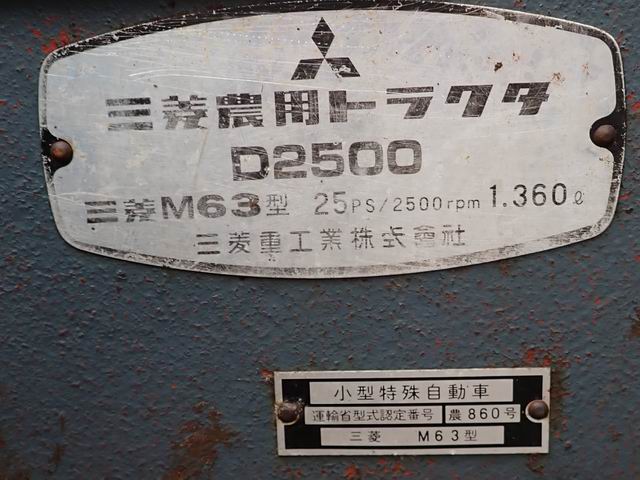 三菱農用トラクタ
D2500
三菱M63型 25PS/2500rpm 1.360ℓ
三菱重工業株式會社
小型特殊自動車
運輸省型式認定番号 農860号
三菱 M63型